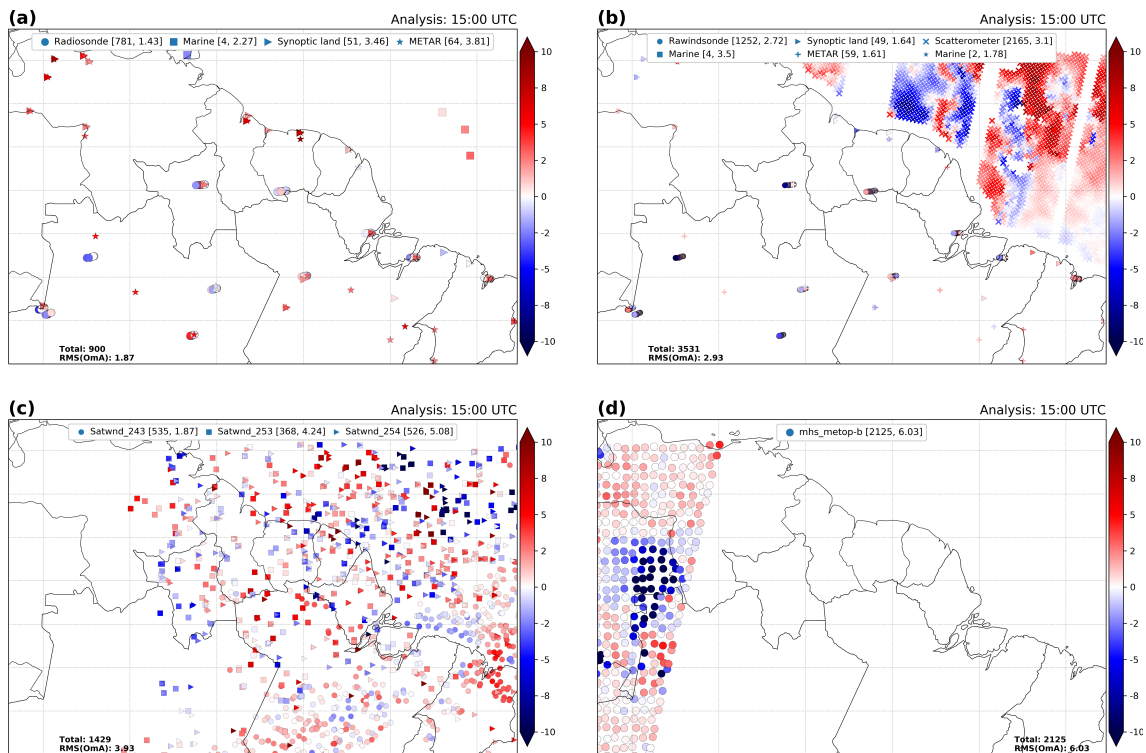 (a) Analysis: 15:00 UTC
Radiosonde [781, 1.43] Marine [4, 2.27] Synoptic land [51, 3.46] METAR [64, 3.81]
10
8
5
2
0
-2
-5
-8
-10
Total: 900
RMS(OmA): 1.87
(b) Analysis: 15:00 UTC
Rawindsonde [1252, 2.72] Synoptic land [49, 1.64] Scatterometer [2165, 3.1]
Marine [4, 3.5] METAR [59, 1.61] Marine [2, 1.78]
10
8
5
2
0
-2
-5
-8
-10
Total: 3531
RMS(OmA): 2.93
(c) Analysis: 15:00 UTC
Satwnd_243 [535, 1.87] Satwnd_253 [368, 4.24] Satwnd_254 [526, 5.08]
10
8
5
2
0
-2
-5
-8
-10
Total: 1429
RMS(OmA): 3.93
(d) Analysis: 15:00 UTC
mhs_metop-b [2125, 6.03]
10
8
5
2
0
-2
-5
-8
-10
Total: 2125
RMS(OmA): 6.03